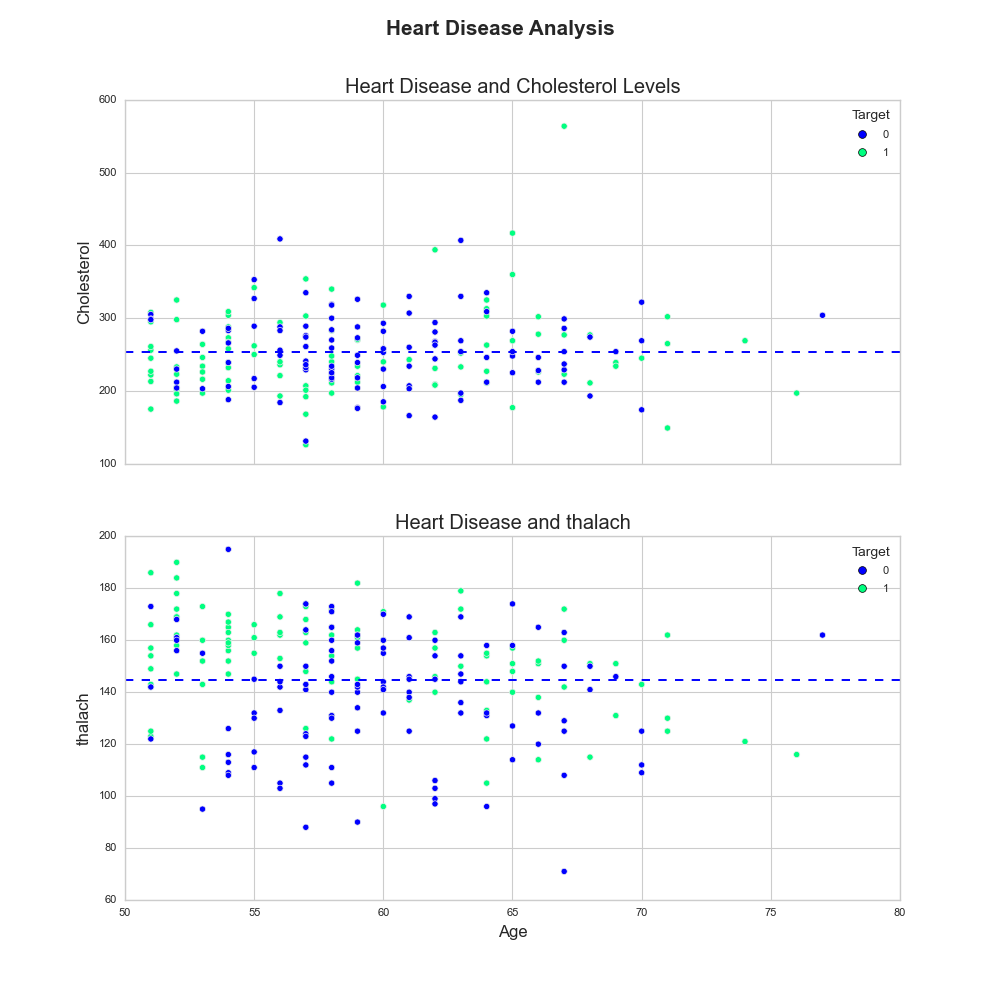 Heart Disease Analysis
Heart Disease and Cholesterol Levels
600
500
400
300
200
100
Cholesterol
Target
0
1
Heart Disease and thalach
200
180
160
140
120
100
80
60
thalach
Target
0
1
50 55 60 65 70 75 80
Age